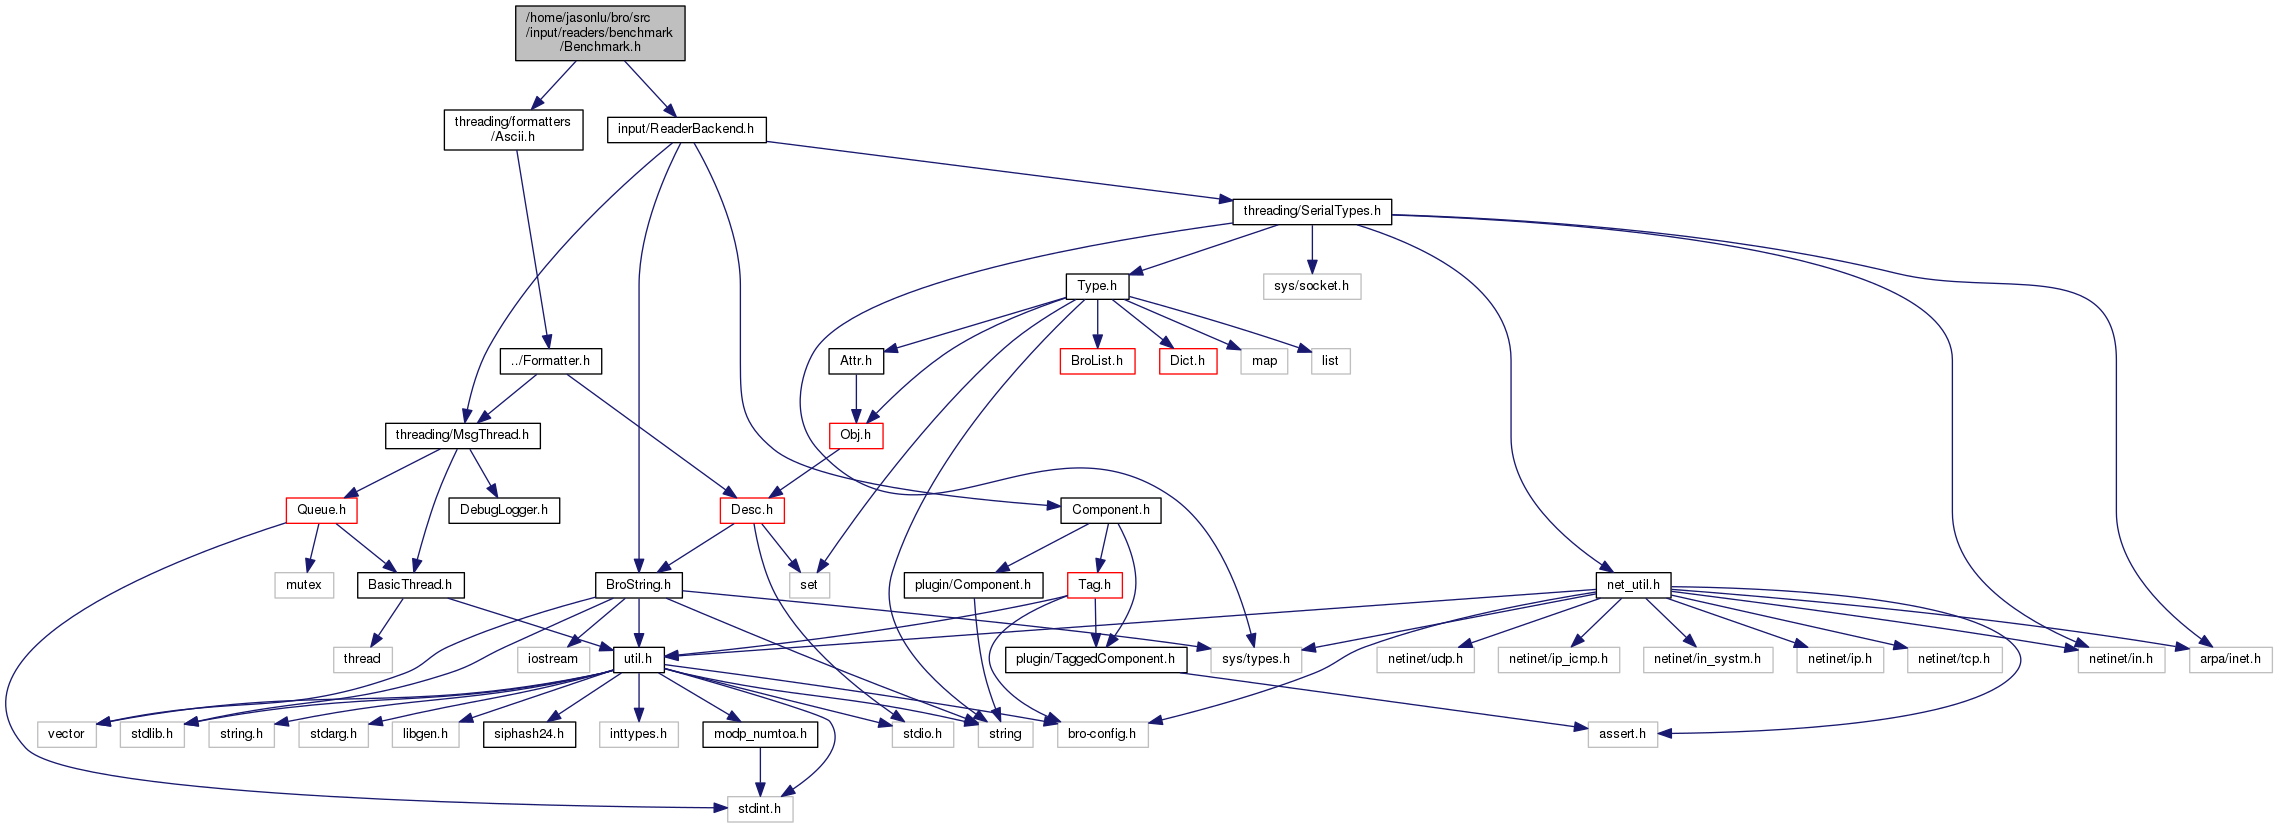 /home/jasonlu/bro/src
/input/readers/benchmark
/Benchmark.h
threading/formatters
/Ascii.h
input/ReaderBackend.h
threading/SerialTypes.h
Type.h
sys/socket.h
../Formatter.h
Attr.h
BroList.h
Dict.h
map
list
threading/MsgThread.h
Obj.h
Queue.h
DebugLogger.h
Desc.h
Component.h
mutex
BasicThread.h
BroString.h
set
plugin/Component.h
Tag.h
net_util.h
thread
iostream
util.h
plugin/TaggedComponent.h
sys/types.h
netinet/udp.h
netinet/ip_icmp.h
netinet/in_systm.h
netinet/ip.h
netinet/tcp.h
netinet/in.h
arpa/inet.h
vector
stdlib.h
string.h
stdarg.h
libgen.h
siphash24.h
inttypes.h
modp_numtoa.h
stdio.h
string
bro-config.h
assert.h
stdint.h